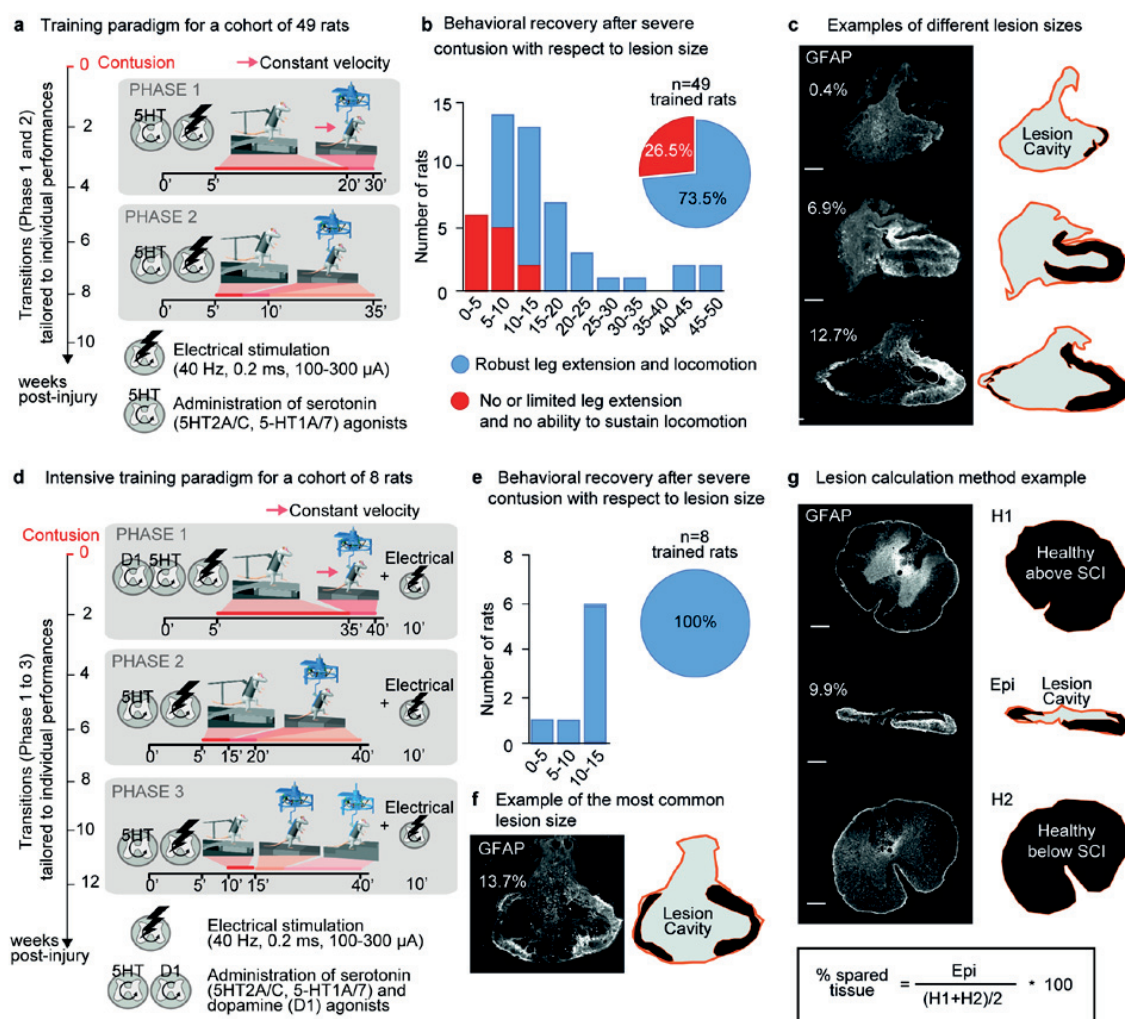 a Training paradigm for a cohort of 49 rats
0 Contusion
Constant velocity
PHASE 1
5HT
0' 5' 20' 30'
PHASE 2
5HT
0' 5' 10' 35'
2
4
6
8
10
Transitions (Phase 1 and 2)
tailored to individual performances
weeks
post-injury
Electrical stimulation
(40 Hz, 0.2 ms, 100-300 µA)
5HT
Administration of serotonin
(5HT2A/C, 5-HT1A/7) agonists
b Behavioral recovery after severe
contusion with respect to lesion size
n=49
trained rats
26.5%
73.5%
Number of rats
15
10
5
0
0-5
5-10
10-15
15-20
20-25
25-30
30-35
35-40
40-45
45-50
Robust leg extension and locomotion
No or limited leg extension
and no ability to sustain locomotion
c Examples of different lesion sizes
GFAP
0.4%
Lesion
Cavity
6.9%
12.7%
d Intensive training paradigm for a cohort of 8 rats
Constant velocity
Contusion
0
PHASE 1
D1 5HT
Electrical
+
0' 5' 35' 40' 10'
PHASE 2
5HT
Electrical
+
0' 5' 15' 20' 40' 10'
PHASE 3
5HT
Electrical
+
0' 10' 15' 40' 10'
2
4
6
8
10
12
Transitions (Phase 1 to 3)
tailored to individual performances
weeks
post-injury
Electrical stimulation
(40 Hz, 0.2 ms, 100-300 µA)
5HT D1
Administration of serotonin
(5HT2A/C, 5-HT1A/7) and
dopamine (D1) agonists
e Behavioral recovery after severe
contusion with respect to lesion size
n=8
trained rats
100%
Number of rats
8
6
4
2
0
0-5
5-10
10-15
f Example of the most common
lesion size
GFAP
13.7%
Lesion
Cavity
g Lesion calculation method example
GFAP
H1
Healthy
above SCI
9.9%
Epi
Lesion
Cavity
H2
Healthy
below SCI
% spared
tissue = Epi / (H1+H2)/2 * 100